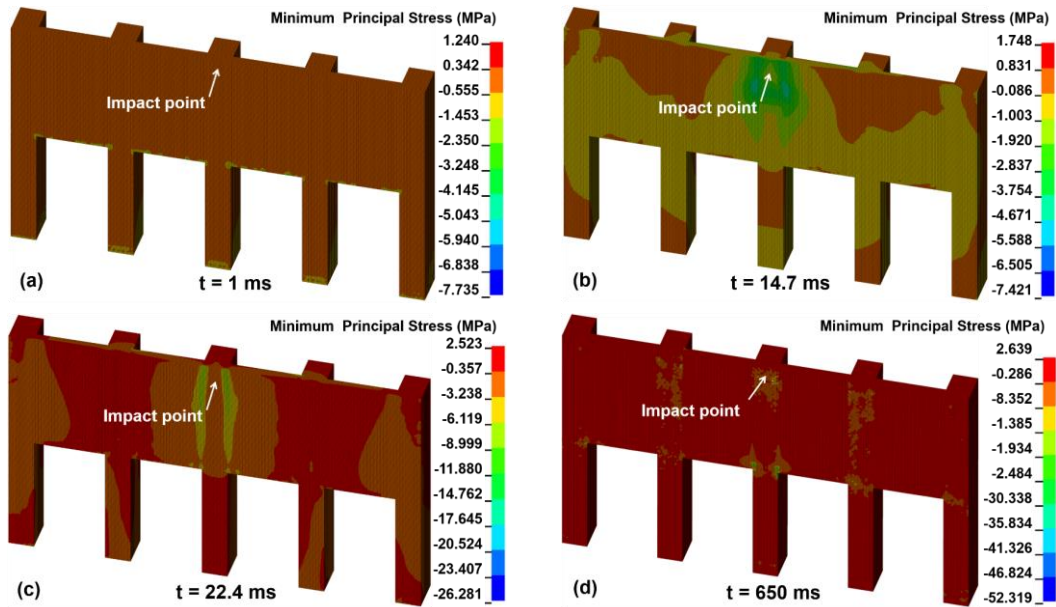 Minimum Principal Stress (MPa)
1.240
0.342
-0.555
-1.453
-2.350
-3.248
-4.145
-5.043
-5.940
-6.838
-7.735
Impact point
(a)
t = 1 ms
Minimum Principal Stress (MPa)
1.748
0.831
-0.086
-1.003
-1.920
-2.837
-3.754
-4.671
-5.588
-6.505
-7.421
Impact point
(b)
t = 14.7 ms
Minimum Principal Stress (MPa)
2.523
-0.357
-3.238
-6.119
-8.999
-11.880
-14.762
-17.645
-20.524
-23.407
-26.281
Impact point
(c)
t = 22.4 ms
Minimum Principal Stress (MPa)
2.639
-0.286
-8.352
-1.385
-1.934
-2.484
-30.338
-35.834
-41.326
-46.824
-52.319
Impact point
(d)
t = 650 ms